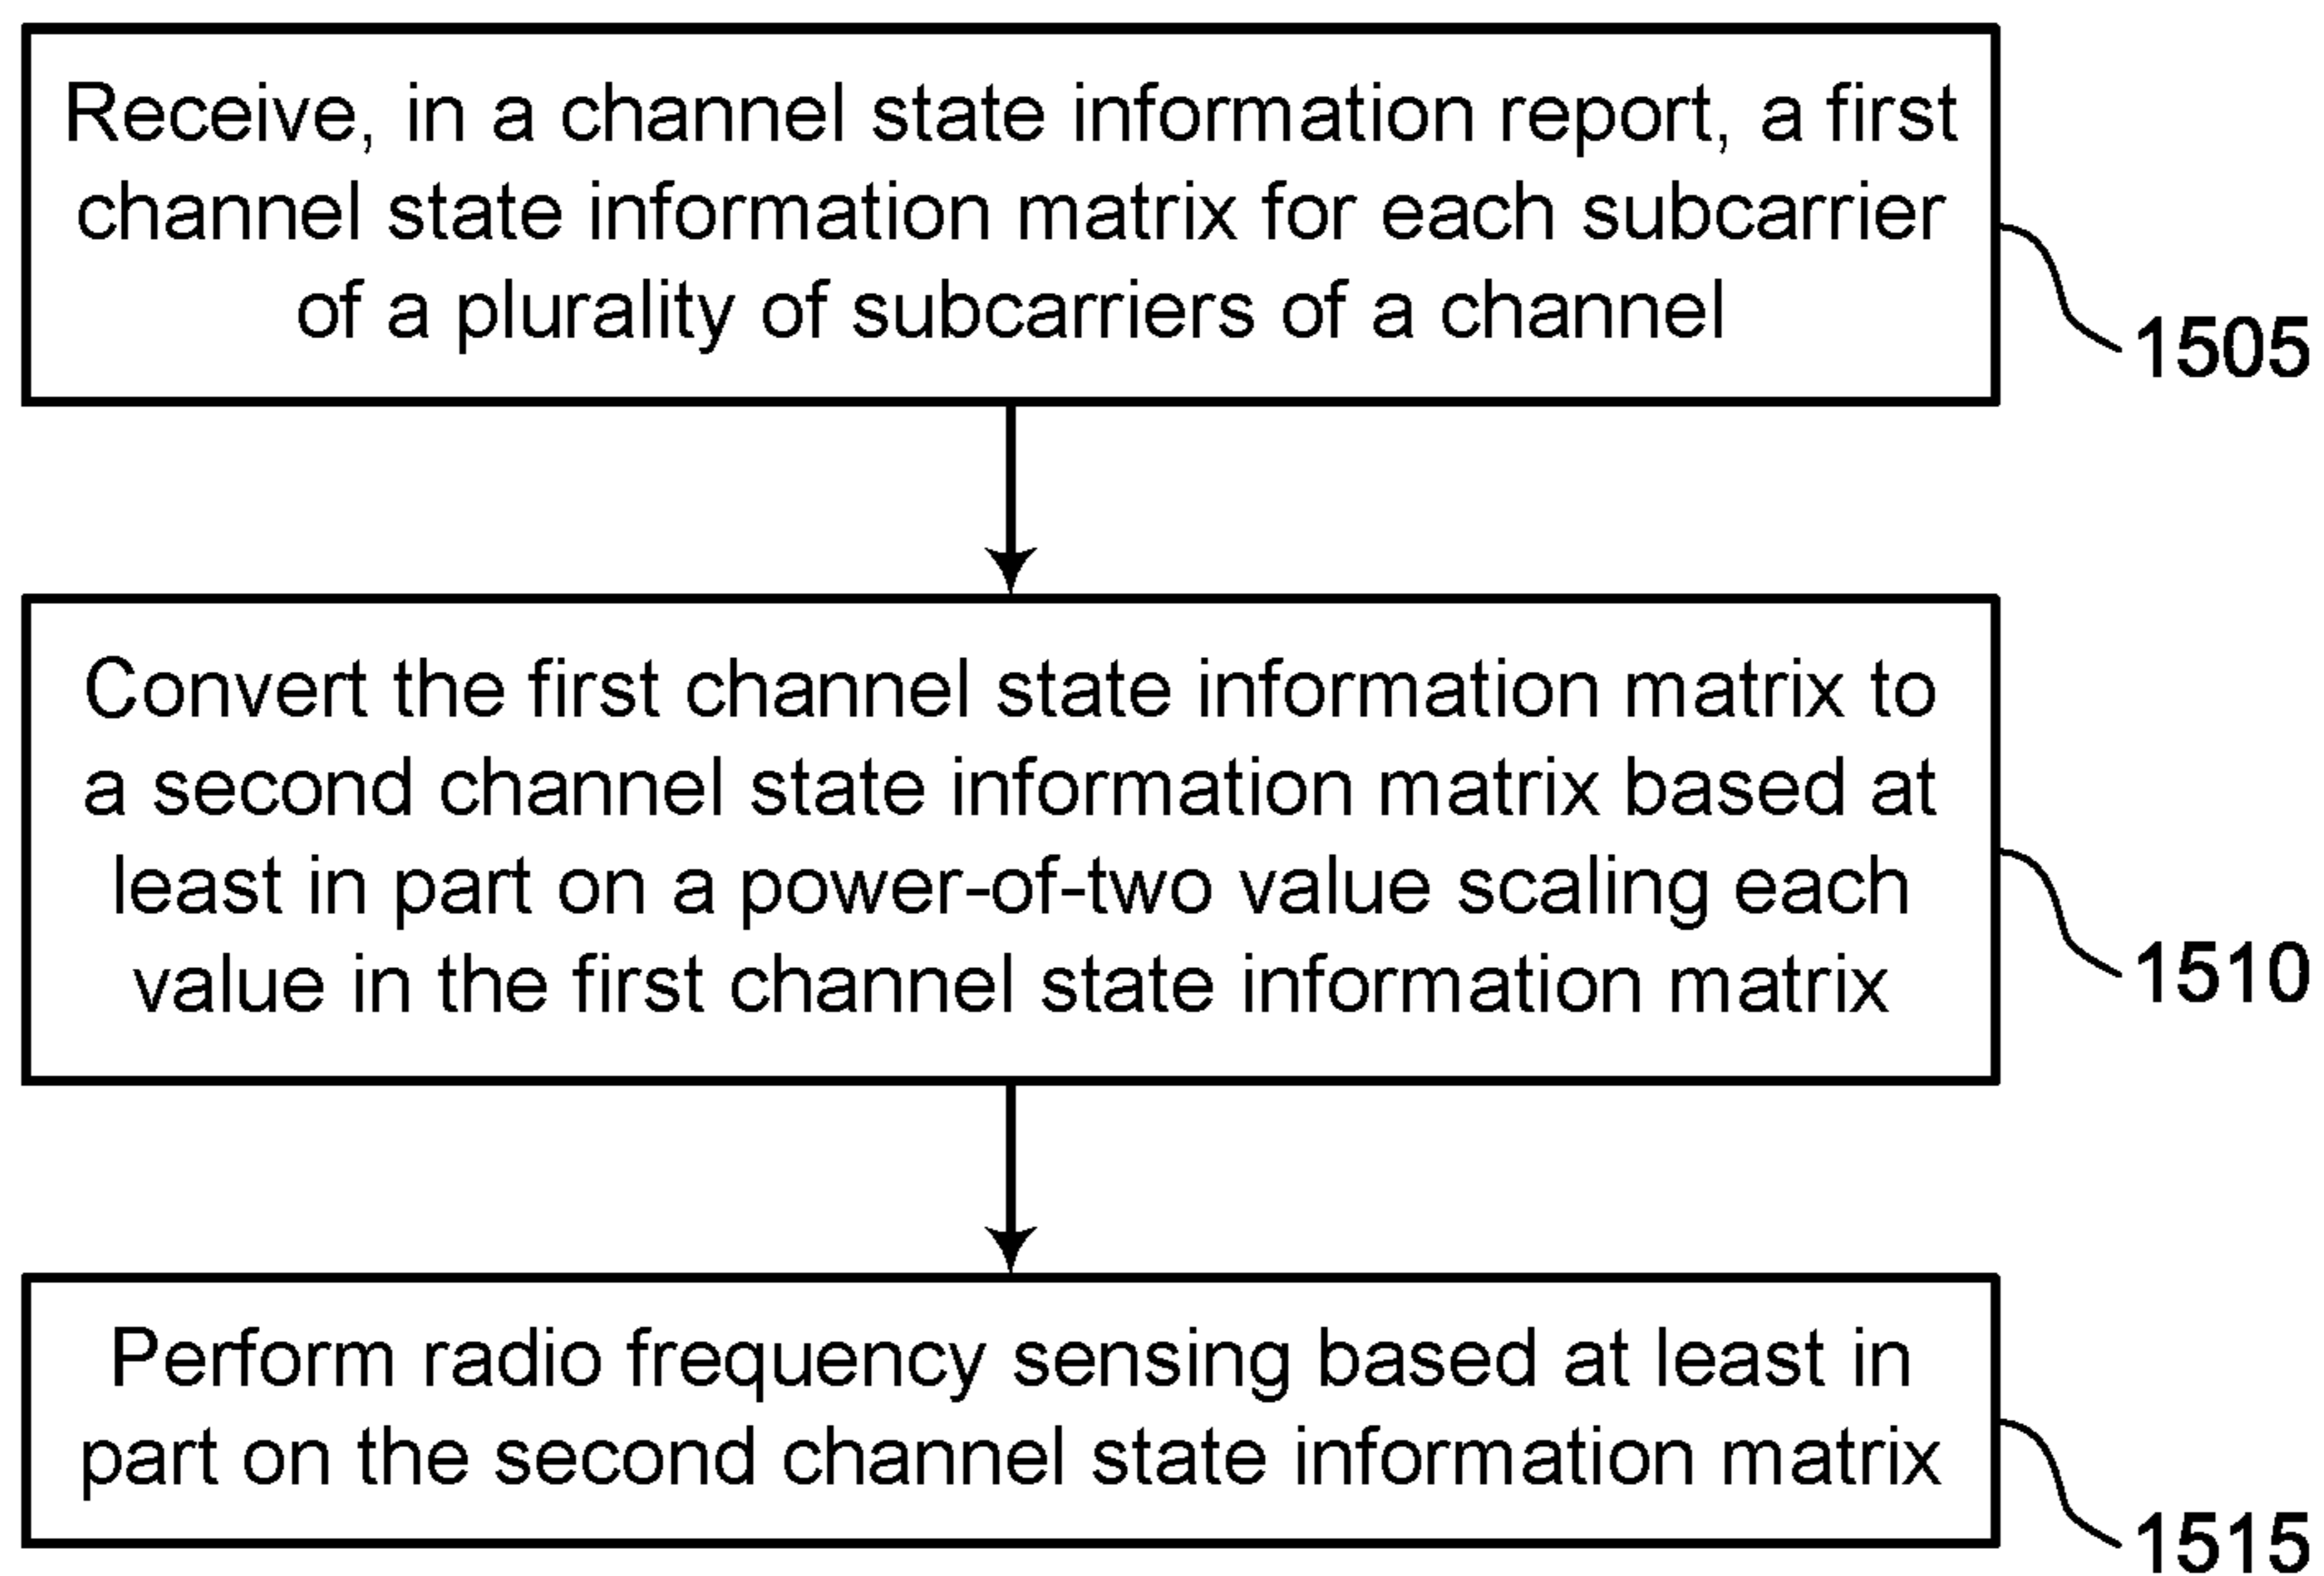 Receive, in a channel state information report, a first
channel state information matrix for each subcarrier
of a plurality of subcarriers of a channel
1505
Convert the first channel state information matrix to
a second channel state information matrix based at
least in part on a power-of-two value scaling each
value in the first channel state information matrix
1510
Perform radio frequency sensing based at least in
part on the second channel state information matrix
1515